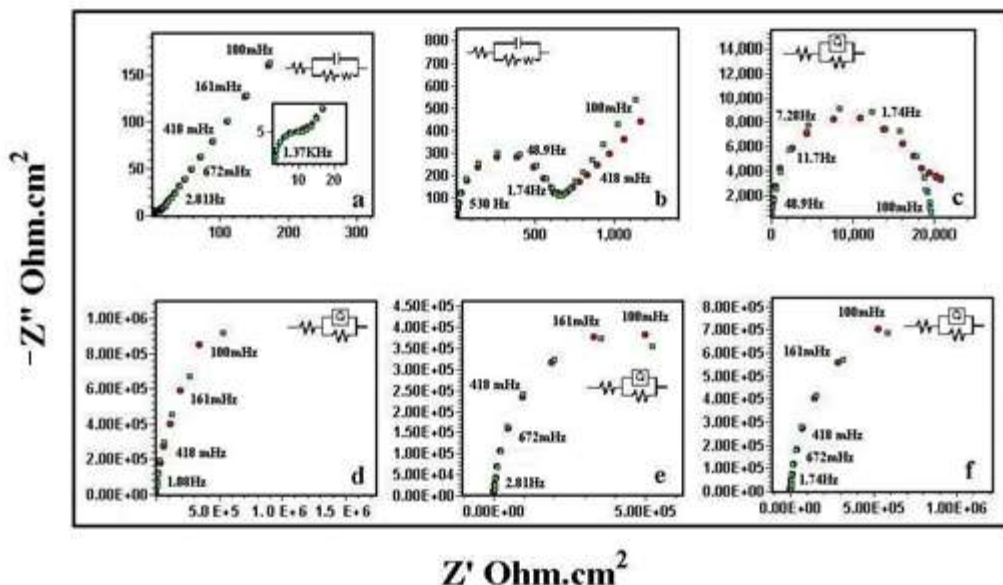 −Z" Ohm.cm2
150
100
50
0
0 100 200 300
100mHz
161mHz
418 mHz
672mHz
2.81Hz
5
1.37KHz
10 20
a
800
700
600
500
400
300
200
100
0 500 1,000
100mHz
48.9Hz
1.74Hz
418 mHz
530 Hz
b
14,000
12,000
10,000
8,000
6,000
4,000
2,000
0 10,000 20,000
Q
7.28Hz
1.74Hz
11.7Hz
48.9Hz
100mHz
c
1.00E+06
8.00E+05
6.00E+05
4.00E+05
2.00E+05
0.00E+00
5.0 E+5 1.0 E+6 1.5 E+6
Q
100mHz
161mHz
418 mHz
1.08Hz
d
4.50E+05
4.00E+05
3.50E+05
3.00E+05
2.50E+05
2.00E+05
1.50E+05
1.00E+05
5.00E+04
0.00E+00
0.00E+00 5.00E+05
161mHz
100mHz
Q
418 mHz
672mHz
2.81Hz
e
8.00E+05
7.00E+05
6.00E+05
5.00E+05
4.00E+05
3.00E+05
2.00E+05
1.00E+05
0.00E+00
0.00E+00 5.00E+05 1.00E+06
100mHz
Q
161mHz
418 mHz
672mHz
1.74Hz
f
Z' Ohm.cm2